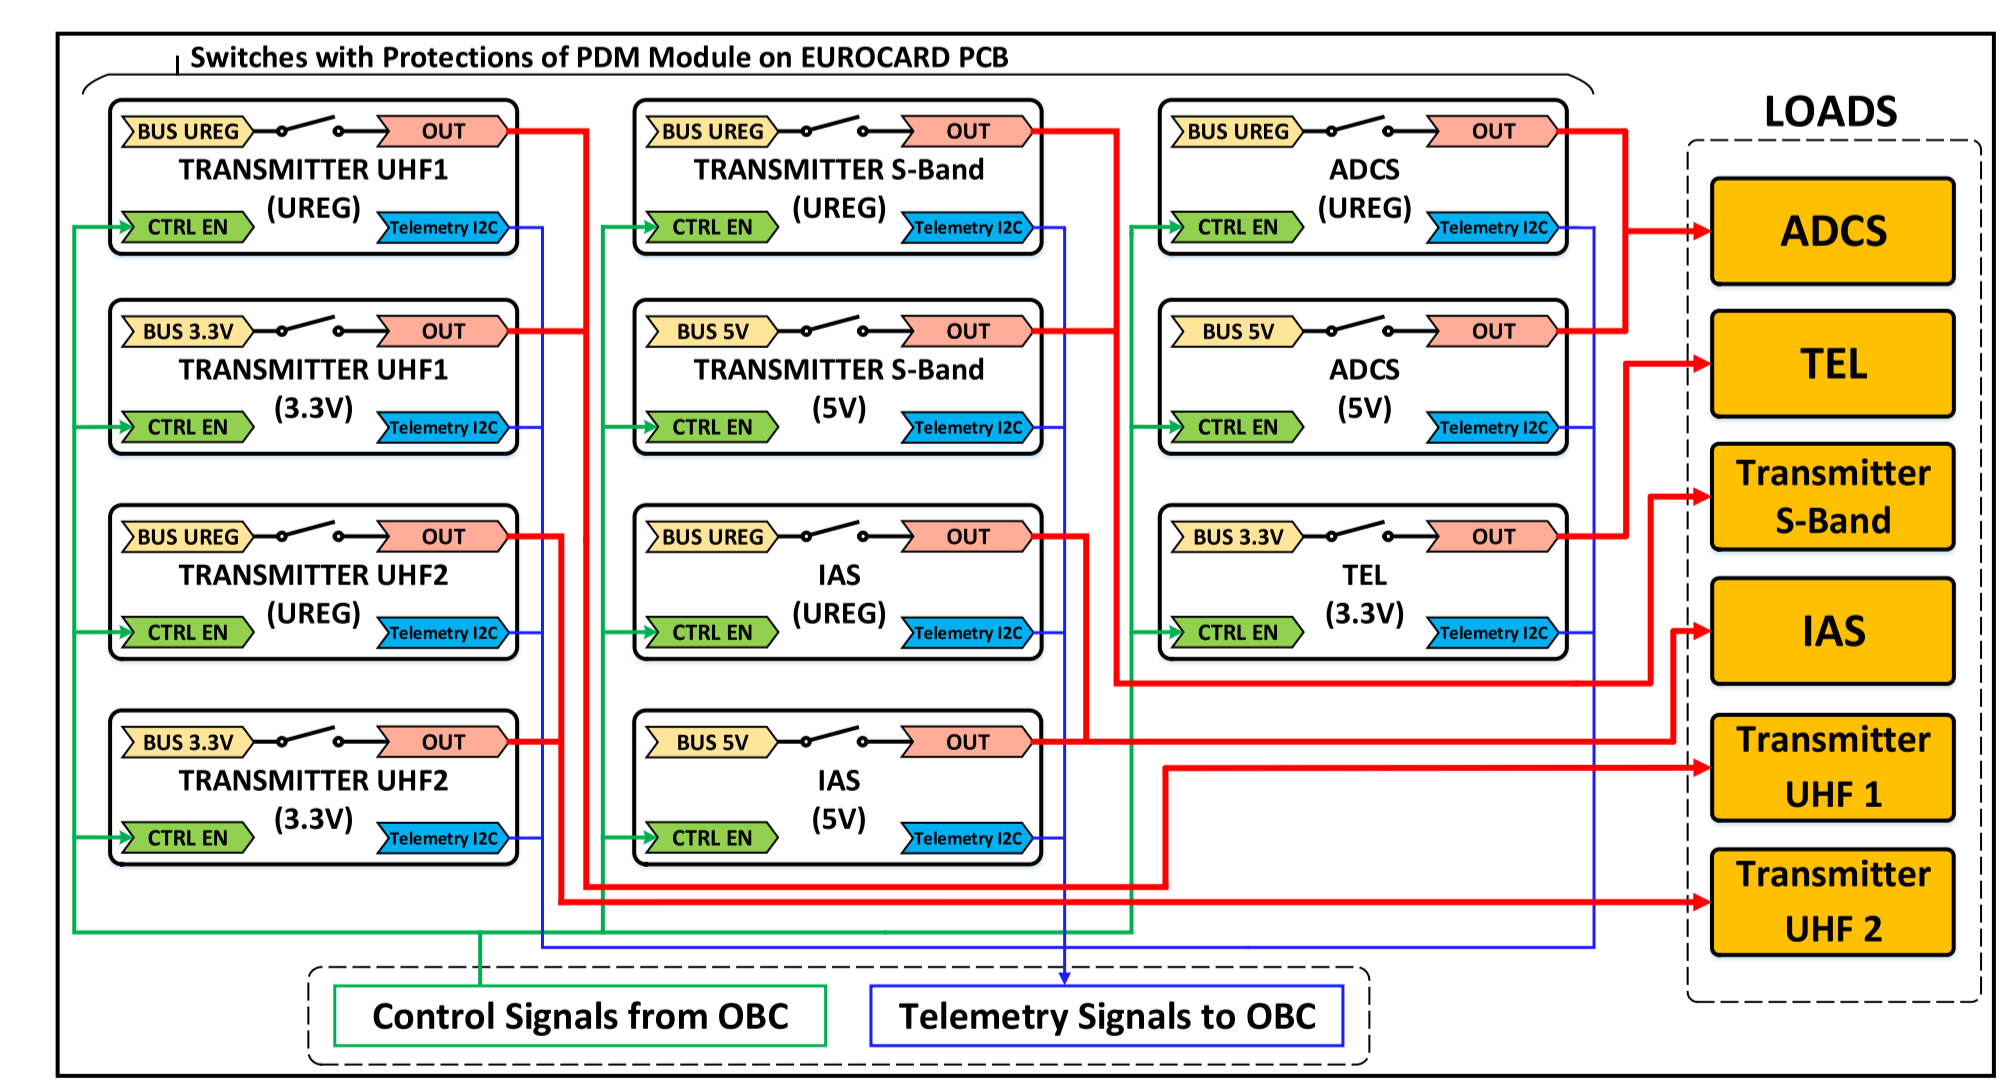 Switches with Protections of PDM Module on EUROCARD PCB
BUS UREG
OUT
TRANSMITTER UHF1
(UREG)
CTRL EN
Telemetry I2C
BUS 3.3V
OUT
TRANSMITTER UHF1
(3.3V)
CTRL EN
Telemetry I2C
BUS UREG
OUT
TRANSMITTER UHF2
(UREG)
CTRL EN
Telemetry I2C
BUS 3.3V
OUT
TRANSMITTER UHF2
(3.3V)
CTRL EN
Telemetry I2C
BUS UREG
OUT
TRANSMITTER S-Band
(UREG)
CTRL EN
Telemetry I2C
BUS 5V
OUT
TRANSMITTER S-Band
(5V)
CTRL EN
Telemetry I2C
BUS UREG
OUT
IAS
(UREG)
CTRL EN
Telemetry I2C
BUS 5V
OUT
IAS
(5V)
CTRL EN
Telemetry I2C
BUS UREG
OUT
ADCS
(UREG)
CTRL EN
Telemetry I2C
BUS 5V
OUT
ADCS
(5V)
CTRL EN
Telemetry I2C
BUS 3.3V
OUT
TEL
(3.3V)
CTRL EN
Telemetry I2C
LOADS
ADCS
TEL
Transmitter
S-Band
IAS
Transmitter
UHF 1
Transmitter
UHF 2
Control Signals from OBC
Telemetry Signals to OBC